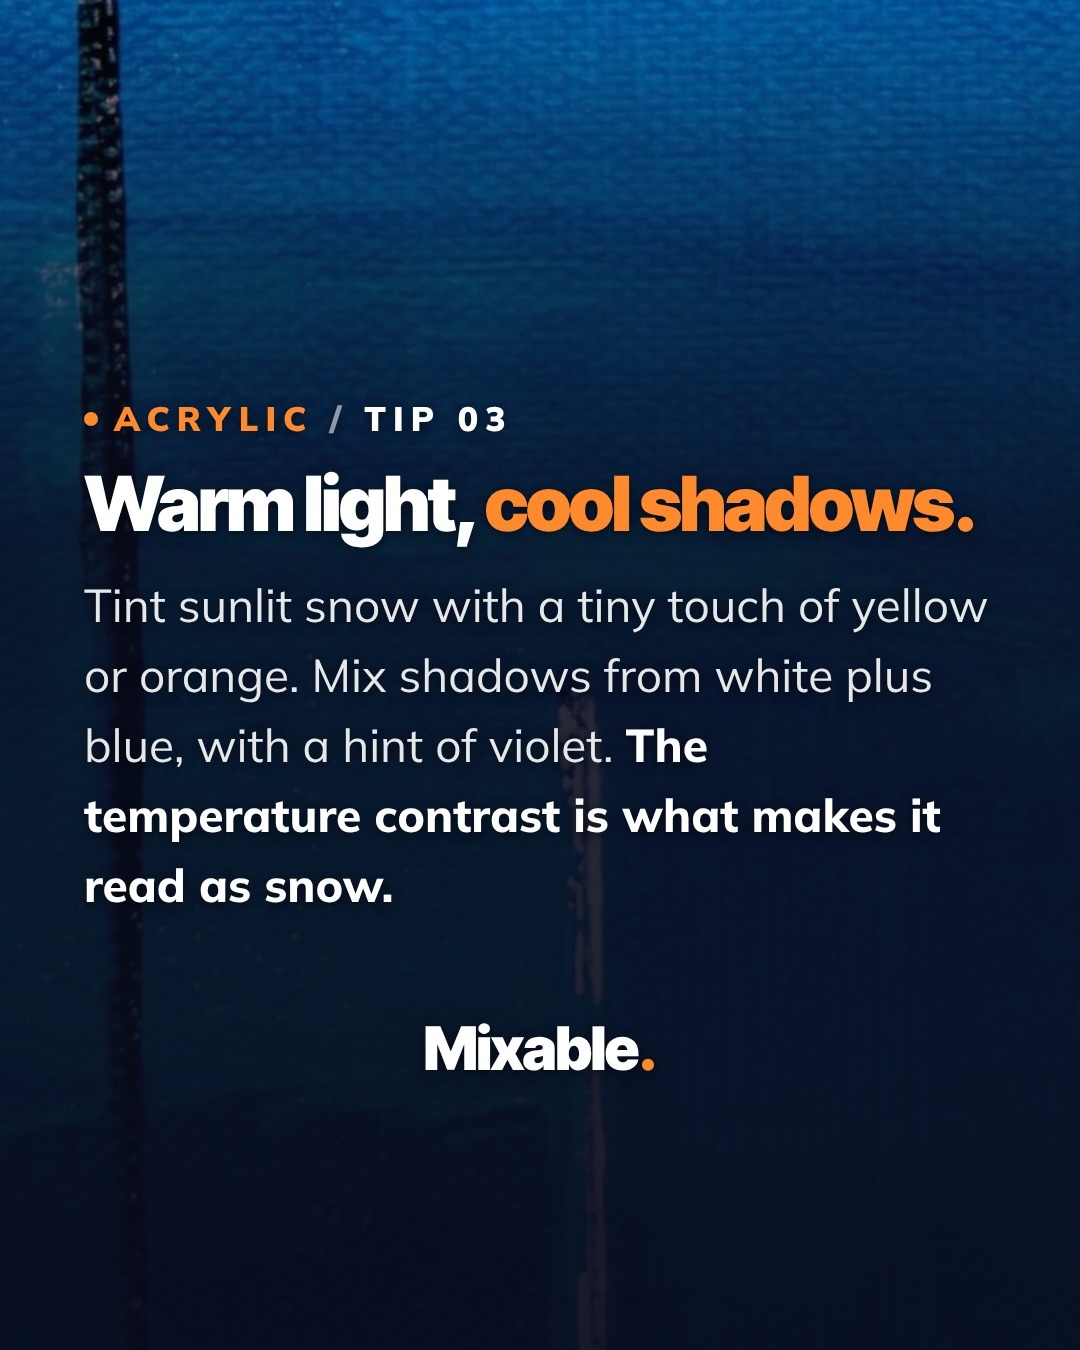 • ACRYLIC / TIP 03
Warm light, cool shadows.
Tint sunlit snow with a tiny touch of yellow
or orange. Mix shadows from white plus
blue, with a hint of violet. The
temperature contrast is what makes it
read as snow.
Mixable.